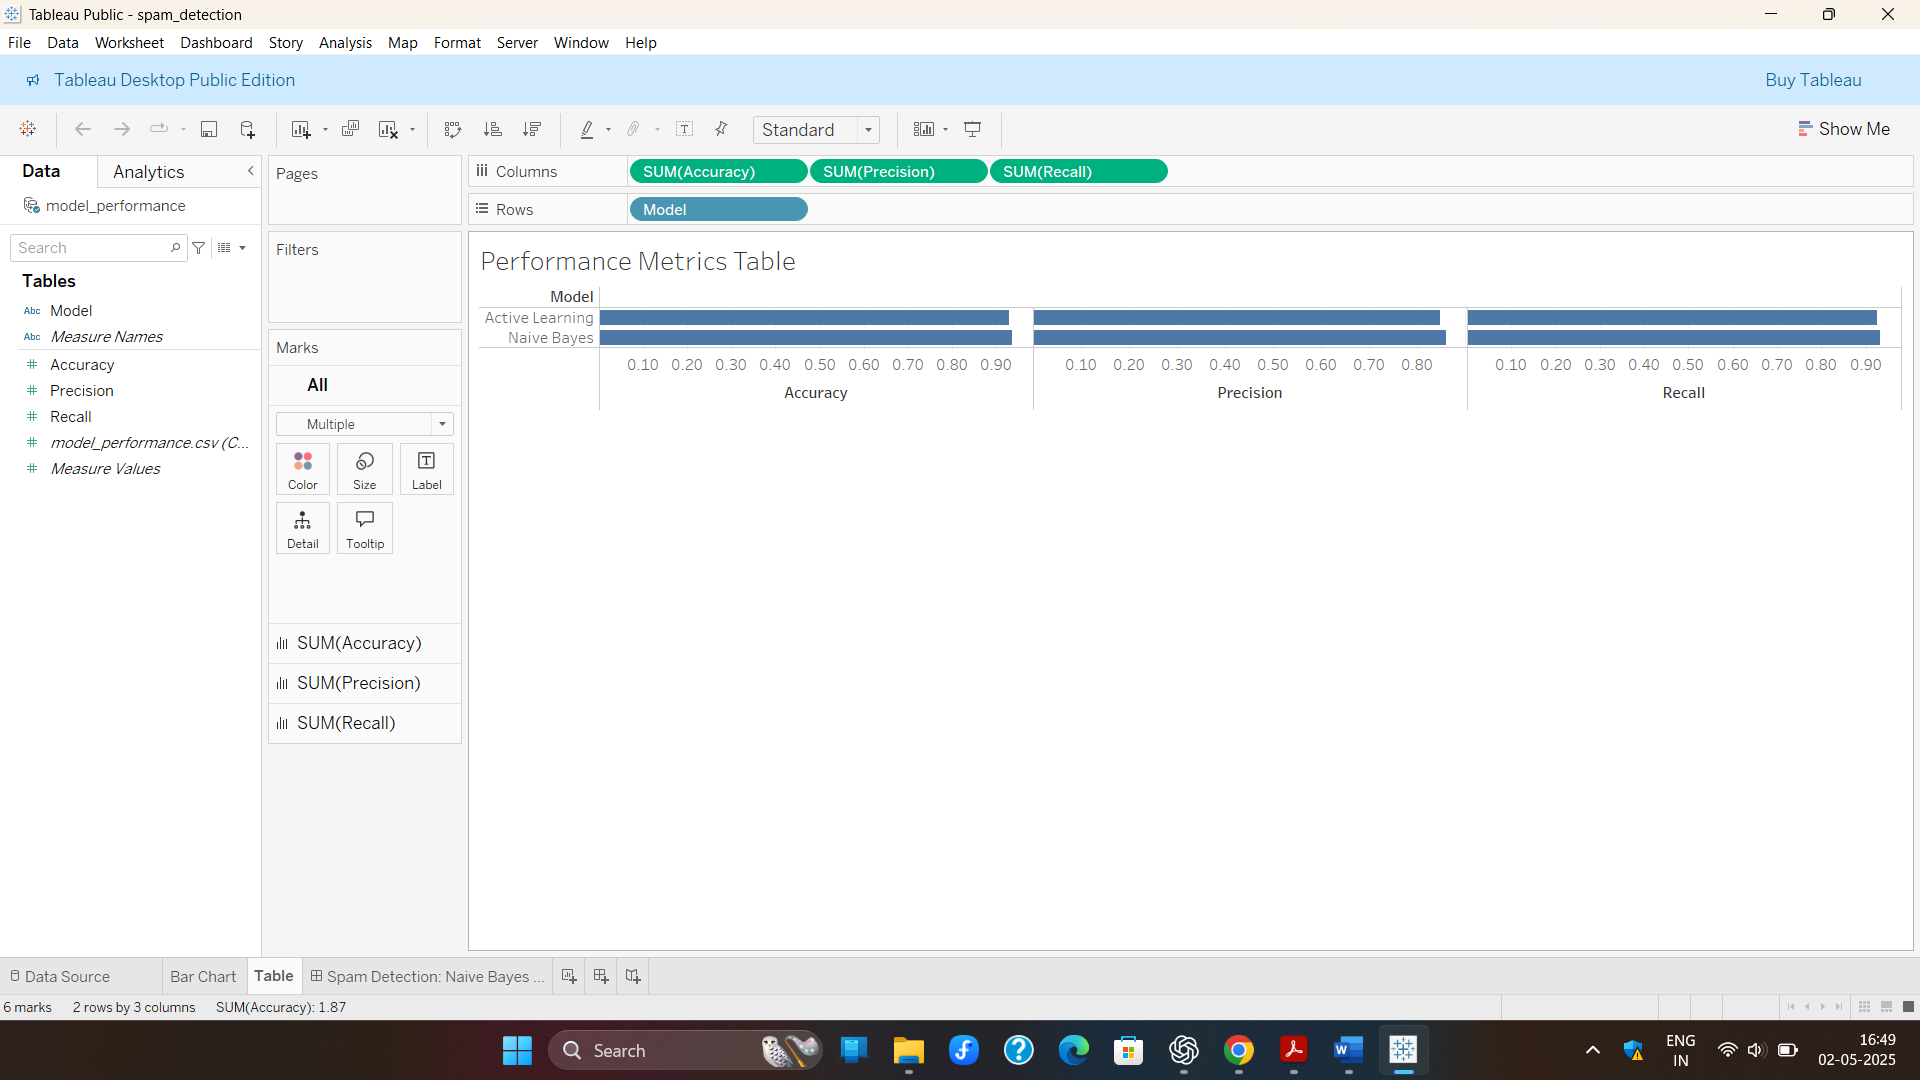 Tableau Public - spam_detection
File Data Worksheet Dashboard Story Analysis Map Format Server Window Help
Tableau Desktop Public Edition
Buy Tableau
Standard
Show Me
Data
Analytics
model_performance
Search
Tables
Abc Model
Abc Measure Names
# Accuracy
# Precision
# Recall
# model_performance.csv (C...
# Measure Values
Pages
Filters
Marks
All
Multiple
Color Size Label
Detail Tooltip
SUM(Accuracy)
SUM(Precision)
SUM(Recall)
Columns SUM(Accuracy) SUM(Precision) SUM(Recall)
Rows Model
Performance Metrics Table
Model
Active Learning
Naive Bayes
0.10 0.20 0.30 0.40 0.50 0.60 0.70 0.80 0.90 0.10 0.20 0.30 0.40 0.50 0.60 0.70 0.80 0.10 0.20 0.30 0.40 0.50 0.60 0.70 0.80 0.90
Accuracy Precision Recall
Data Source Bar Chart Table Spam Detection: Naive Bayes ...
6 marks 2 rows by 3 columns SUM(Accuracy): 1.87
Search
ENG
IN
16:49
02-05-2025